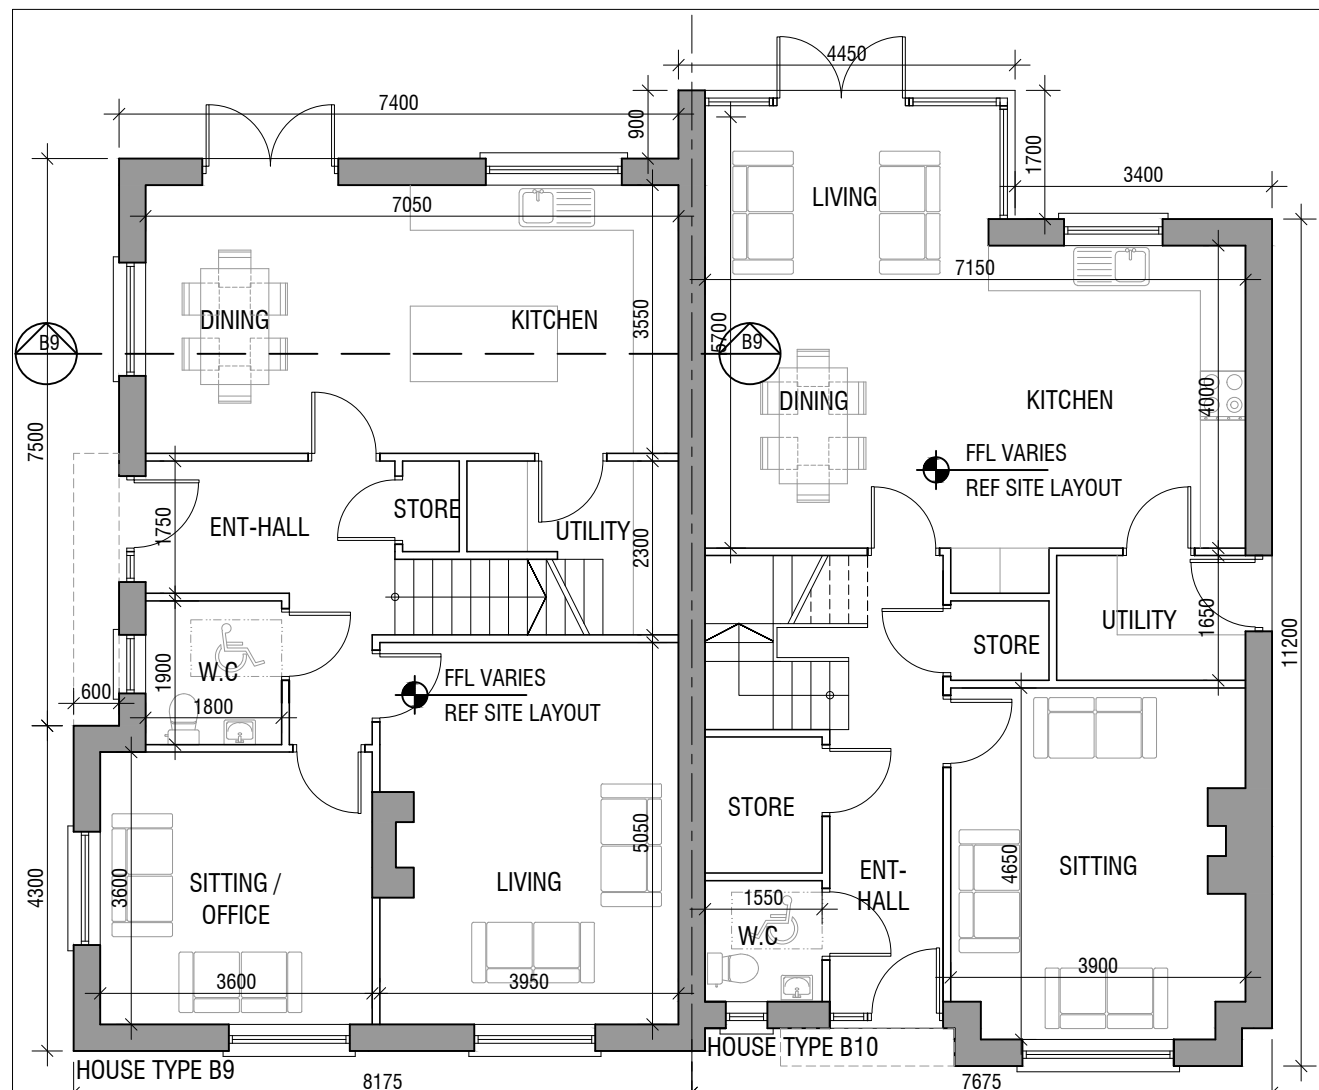 4450
7400
900
1700
3400
7050
LIVING
7150
DINING
KITCHEN
3550
B9
5700
B9
7500
DINING
KITCHEN
4000
FFL VARIES
REF SITE LAYOUT
1750
ENT-HALL
STORE
UTILITY
2300
1650
UTILITY
11200
STORE
1900
W.C
600
1800
FFL VARIES
REF SITE LAYOUT
STORE
4300
3600
SITTING /
OFFICE
LIVING
5050
4650
SITTING
ENT-
HALL
1550
W.C
3600
3950
3900
HOUSE TYPE B9
HOUSE TYPE B10
8175
7675